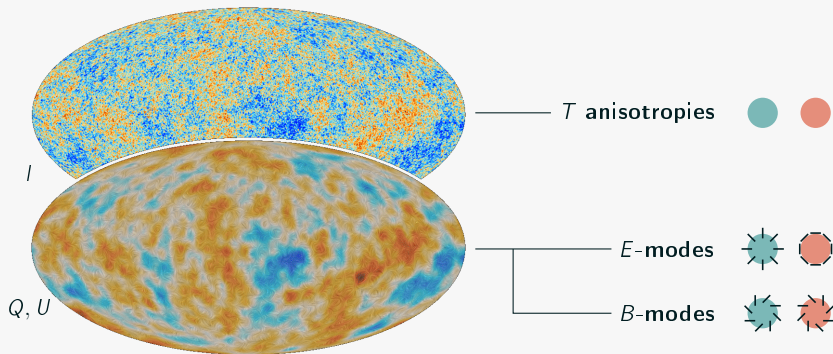 T anisotropies
I
E-modes
Q, U
B-modes